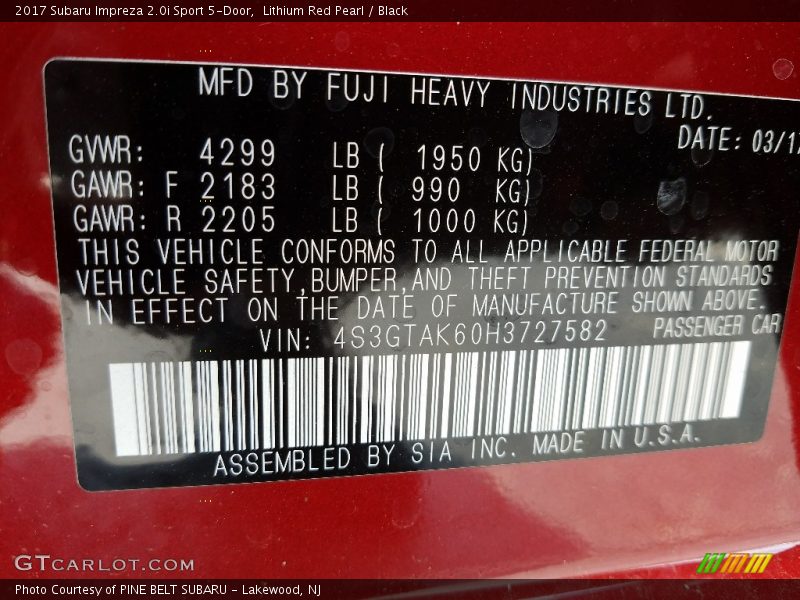 2017 Subaru Impreza 2.0i Sport 5-Door,  Lithium Red Pearl / Black
MFD BY FUJI HEAVY INDUSTRIES LTD.
DATE: 03/17
GVWR: 4299 LB ( 1950 KG)
GAWR: F 2183 LB ( 990 KG)
GAWR: R 2205 LB ( 1000 KG)
THIS VEHICLE CONFORMS TO ALL APPLICABLE FEDERAL MOTOR
VEHICLE SAFETY,BUMPER,AND THEFT PREVENTION STANDARDS
IN EFFECT ON THE DATE OF MANUFACTURE SHOWN ABOVE.
VIN: 4S3GTAK60H3727582 PASSENGER CAR
ASSEMBLED BY SIA INC. MADE IN U.S.A.
GTCARLOT.COM
Photo Courtesy of PINE BELT SUBARU - Lakewood, NJ